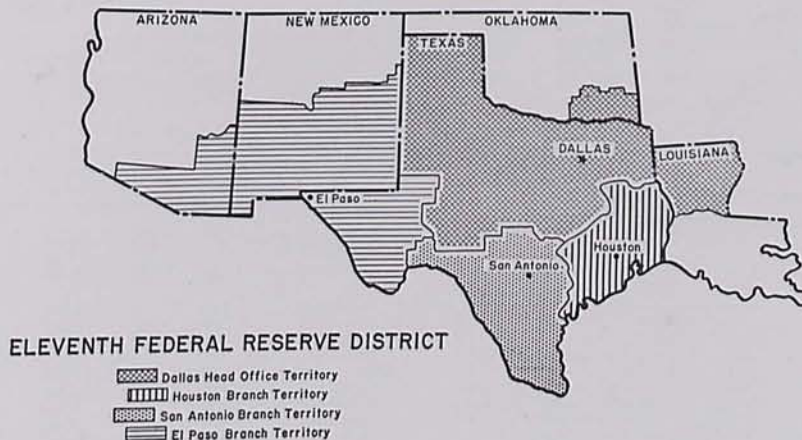 ARIZONA
NEW MEXICO
OKLAHOMA
TEXAS
DALLAS
LOUISIANA
El Paso
Houston
San Antonio
ELEVENTH FEDERAL RESERVE DISTRICT
Dallas Head Office Territory
Houston Branch Territory
San Antonio Branch Territory
El Paso Branch Territory